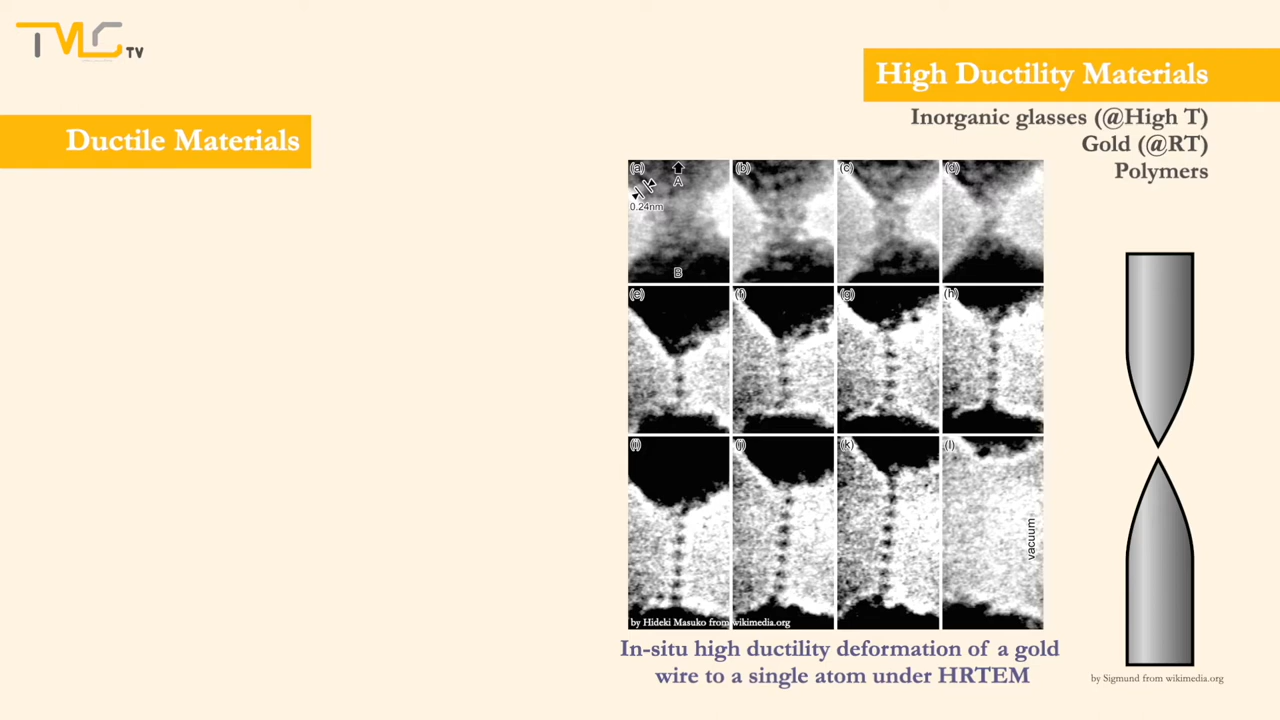 TMC TV
High Ductility Materials
Inorganic glasses (@High T)
Gold (@RT)
Polymers
Ductile Materials
(a) A (b) (c) (d)
0.24nm
B
(e) (f) (g) (h)
(i) (j) (k) (l)
vacuum
by Hideki Masuko from wikimedia.org
In-situ high ductility deformation of a gold
wire to a single atom under HRTEM
by Sigmund from wikimedia.org